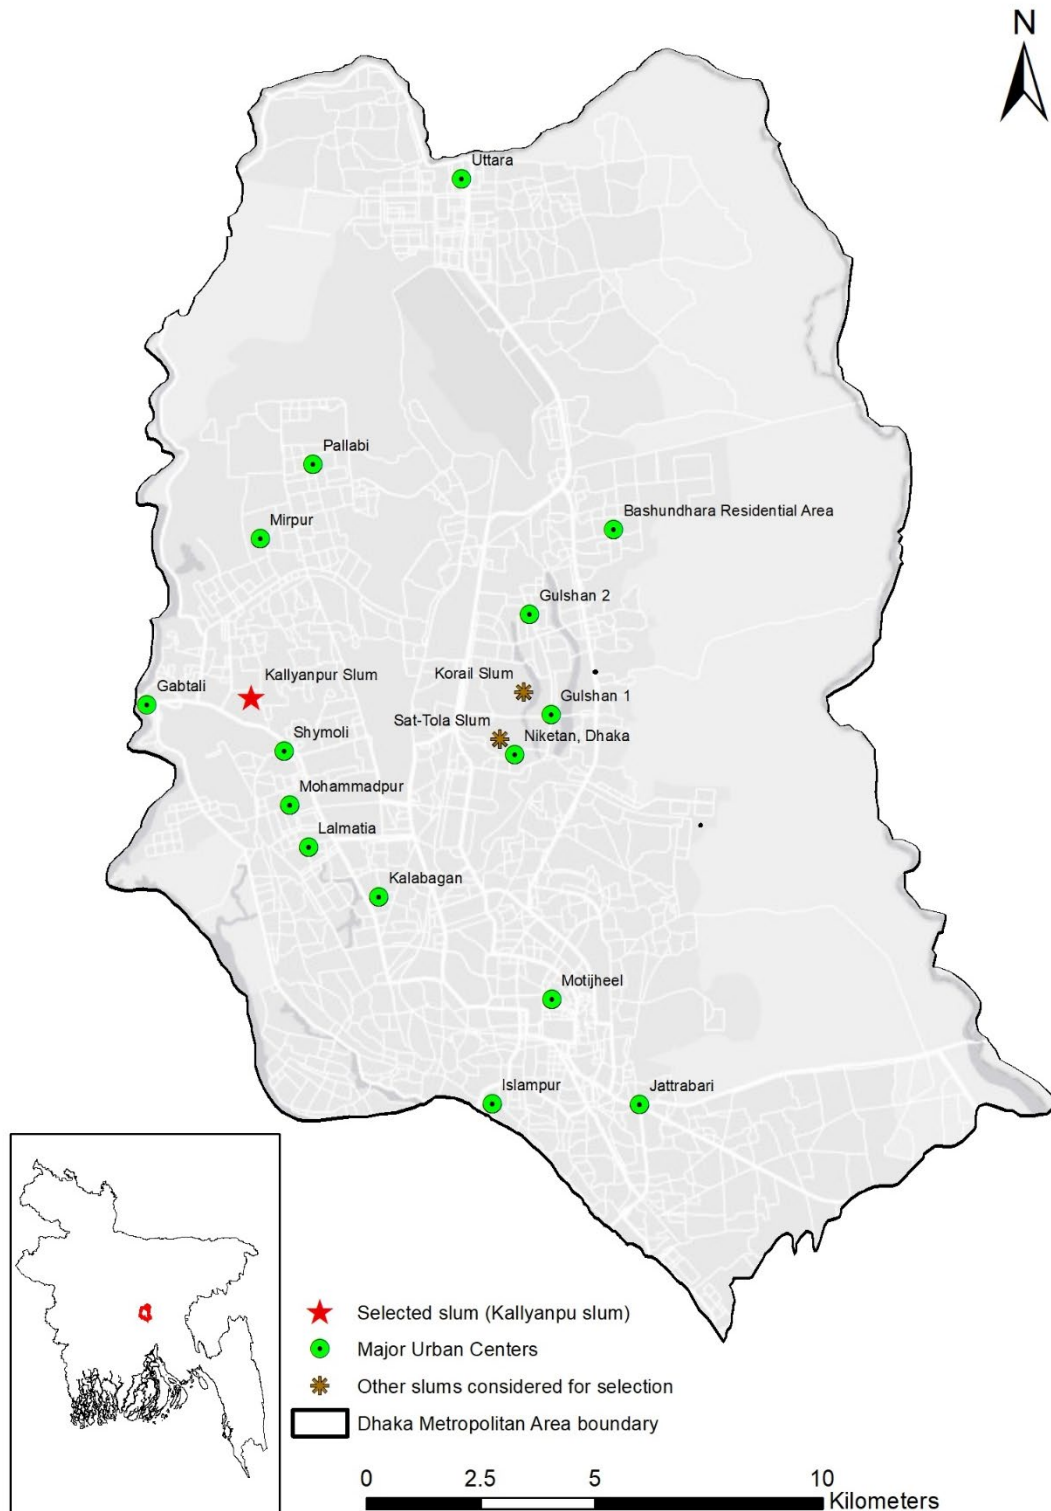 N
Uttara
Pallabi
Mirpur
Bashundhara Residential Area
Gulshan 2
Korail Slum
Kallyanpur Slum
Gabtali
Gulshan 1
Sat-Tola Slum
Niketan, Dhaka
Shymoli
Mohammadpur
Lalmatia
Kalabagan
Motijheel
Islampur
Jattrabari
Selected slum (Kallyanpu slum)
Major Urban Centers
Other slums considered for selection
Dhaka Metropolitan Area boundary
0 2.5 5 10
Kilometers